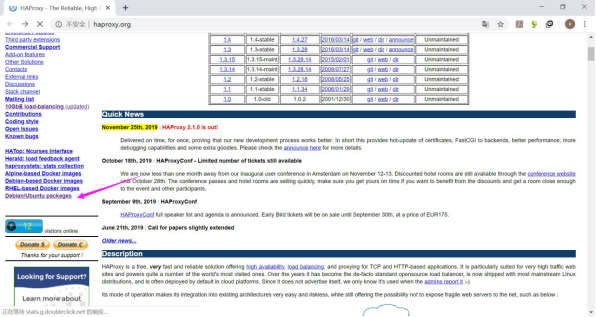 HAProxy - The Reliable, High
不安全 | haproxy.org
Third party extensions
Commercial Support
Add-on features
Other Solutions
Contacts
External links
Discussions
Slack channel
Mailing list
10GbE load-balancing (updated)
Contributions
Coding style
Open Issues
Known bugs
HATop: Ncurses Interface
Herald: load feedback agent
haproxystats: stats collection
Alpine-based Docker images
Debian-based Docker images
RHEL-based Docker images
Debian/Ubuntu packages
12 visitors online
Donate $ Donate €
Thanks for your support !
Looking for Support?
Learn more about
1.4 1.4-stable 1.4.27 2016/03/14 git / web / dir / announce Unmaintained
1.3 1.3-stable 1.3.28 2016/03/14 git / web / dir / announce Unmaintained
1.3.15 1.3.15-maint 1.3.15.13 2015/02/01 git / web / dir Unmaintained
1.3.14 1.3.14-maint 1.3.14.14 2009/07/27 git / web / dir Unmaintained
1.2 1.2-stable 1.2.18 2008/05/25 git / web / dir Unmaintained
1.1 1.1-stable 1.1.34 2006/01/29 git / web / dir Unmaintained
1.0 1.0-old 1.0.2 2001/12/30 git / web / dir Unmaintained
Quick News
November 25th, 2019 : HAProxy 2.1.0 is out!
Delivered on time, for once, proving that our new development process works better. In short this provides hot-update of certificates, FastCGI to backends, better performance, more
debugging capabilities and some extra goodies. Please check the announce here for more details.
October 18th, 2019 : HAProxyConf - Limited number of tickets still available
We are now less than one month away from our inaugural user conference in Amsterdam on November 12-13. Discounted hotel rooms are still available through the conference website
until October 28th. The conference passes and hotel rooms are selling quickly, make sure you get yours on time if you want to benefit from the discounts and get a room close enough
to the event and other participants.
September 9th, 2019 : HAProxyConf
HAProxyConf full speaker list and agenda is announced. Early Bird tickets will be on sale until September 30th, at a price of EUR175.
June 21th, 2019 : Call for papers slightly extended
Older news...
Description
HAProxy is a free, very fast and reliable solution offering high availability, load balancing, and proxying for TCP and HTTP-based applications. It is particularly suited for very high traffic web
sites and powers quite a number of the world's most visited ones. Over the years it has become the de-facto standard opensource load balancer, is now shipped with most mainstream Linux
distributions, and is often deployed by default in cloud platforms. Since it does not advertise itself, we only know it's used when the admins report it :-)
Its mode of operation makes its integration into existing architectures very easy and riskless, while still offering the possibility not to expose fragile web servers to the net, such as below :
正在等待 stats.g.doubleclick.net 的响应...